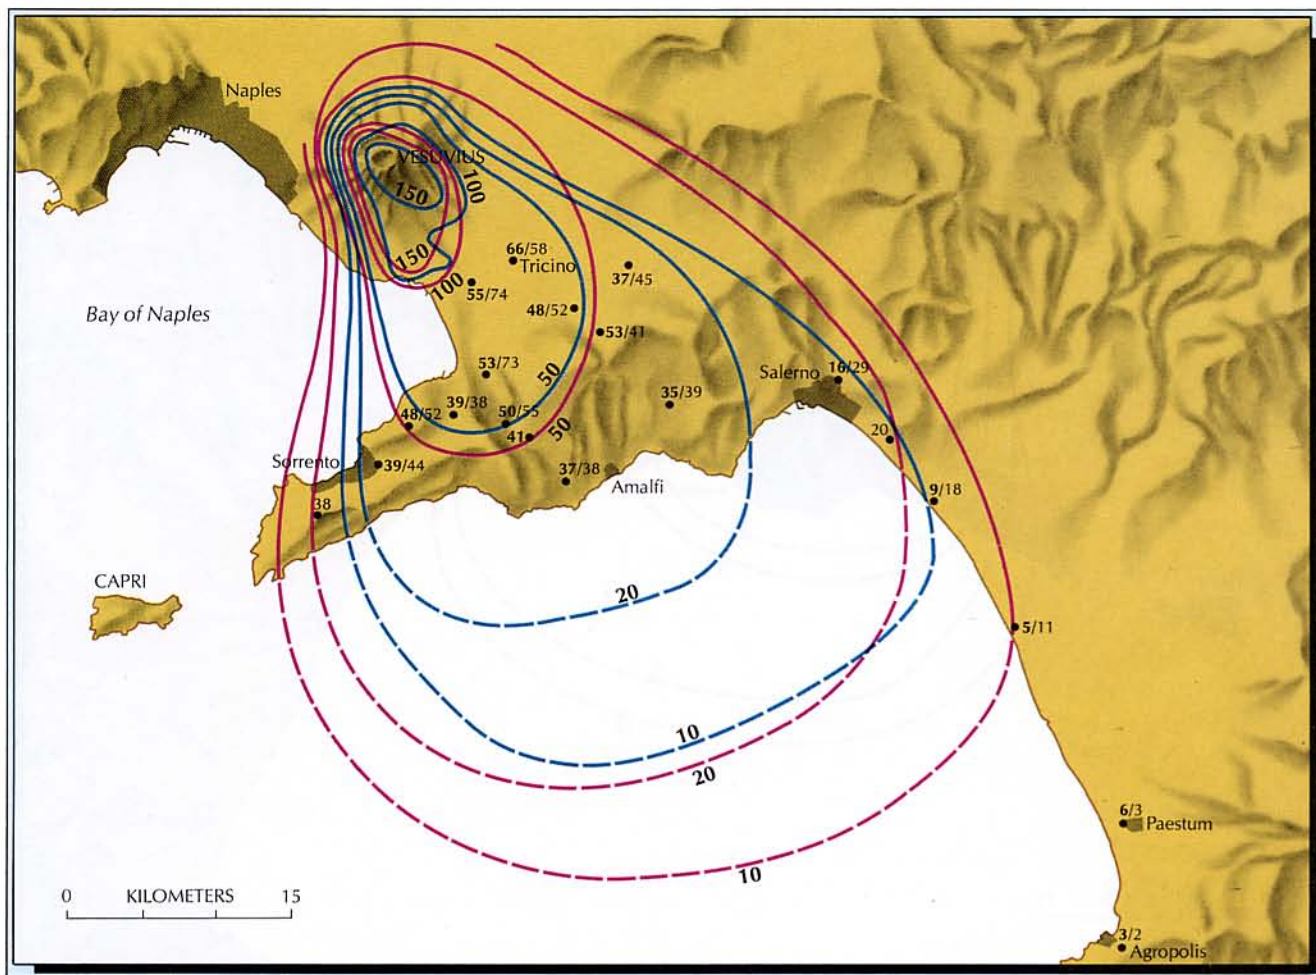 Naples
VESUVIUS
150
100
150
100
66/58
Tricino
37/45
55/74
Bay of Naples
48/52
53/41
53/73
50
Salerno
16/29
39/38
35/39
48/52
50/55
41
50
20
Sorrento
39/44
37/38
Amalfi
9/18
38
CAPRI
20
5/11
10
20
6/3
Paestum
10
0 KILOMETERS 15
3/2
Agropolis